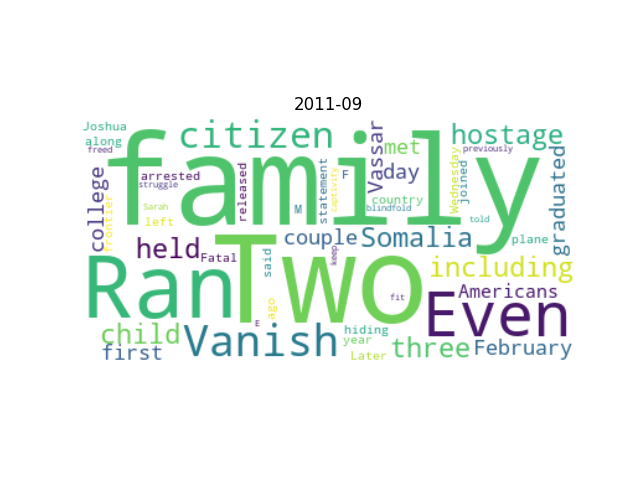 2011-09
Joshua citizen Vassar hostage
along met previously
freed family
college arrested released statement captivity F day Wednesday joined graduated
struggle country
frontier Sarah M blindfold
left told
held Fatal Two couple Somalia plane
Ran said keep including
ago fit Even Americans
child Vanish E hiding
first year three February
Later